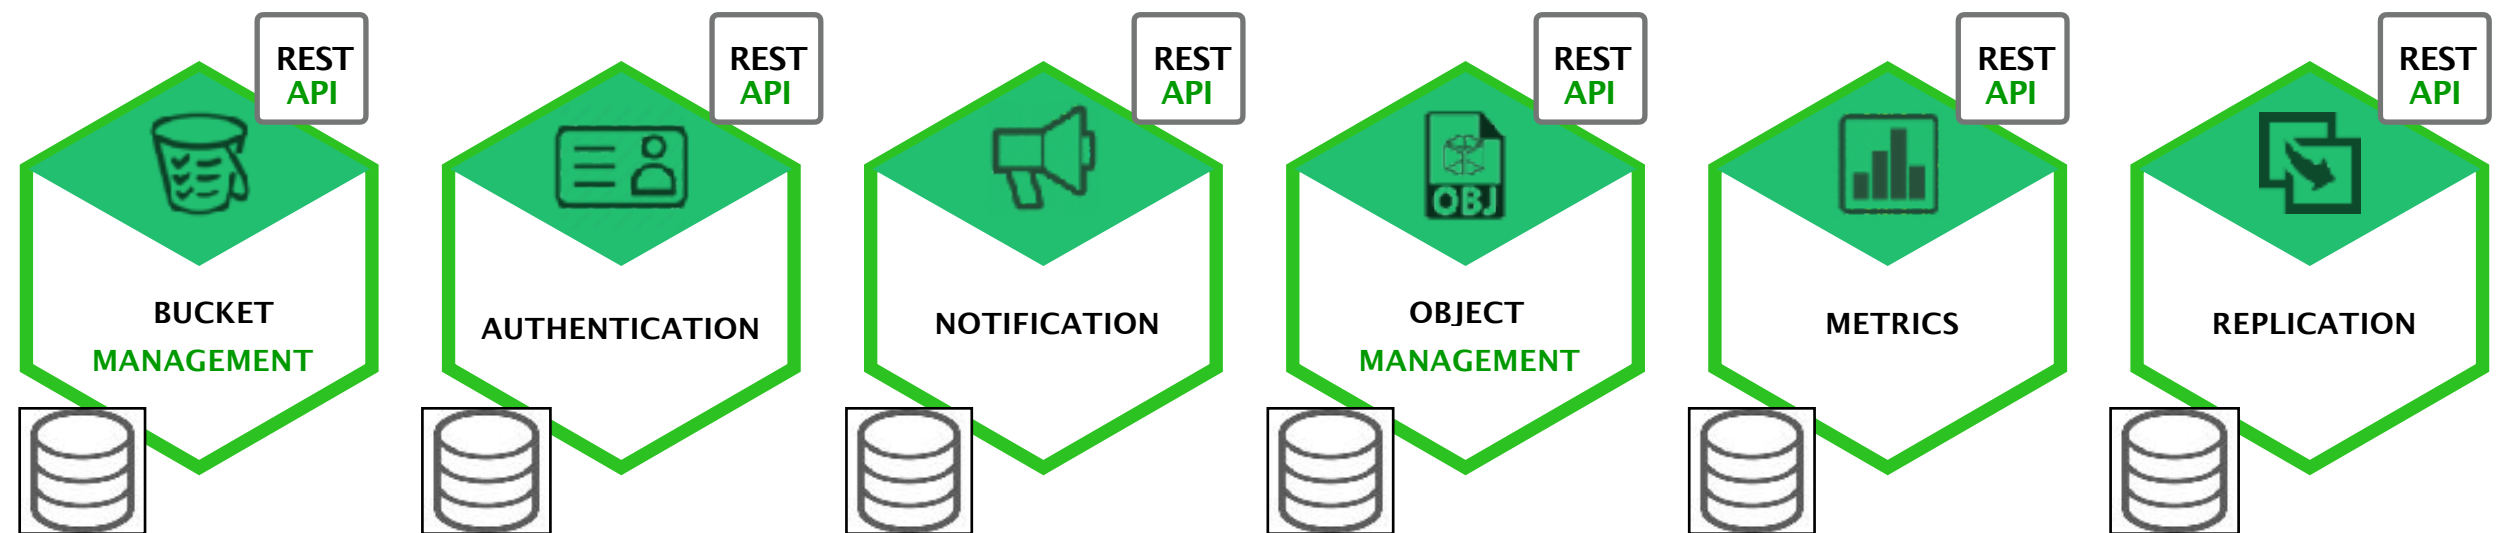 REST
API
BUCKET
MANAGEMENT
REST
API
AUTHENTICATION
REST
API
NOTIFICATION
REST
API
OBJ
OBJECT
MANAGEMENT
REST
API
METRICS
REST
API
REPLICATION